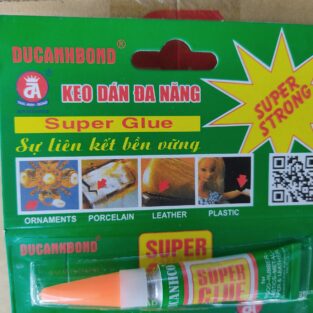 DUCANHBOND®
KEO DÁN ĐA NĂNG
Super Glue
Sự liên kết bền vững
SUPER
STRONG
ORNAMENTS PORCELAIN LEATHER PLASTIC
DUCANHBOND®
SUPER
SUPER
GLUE